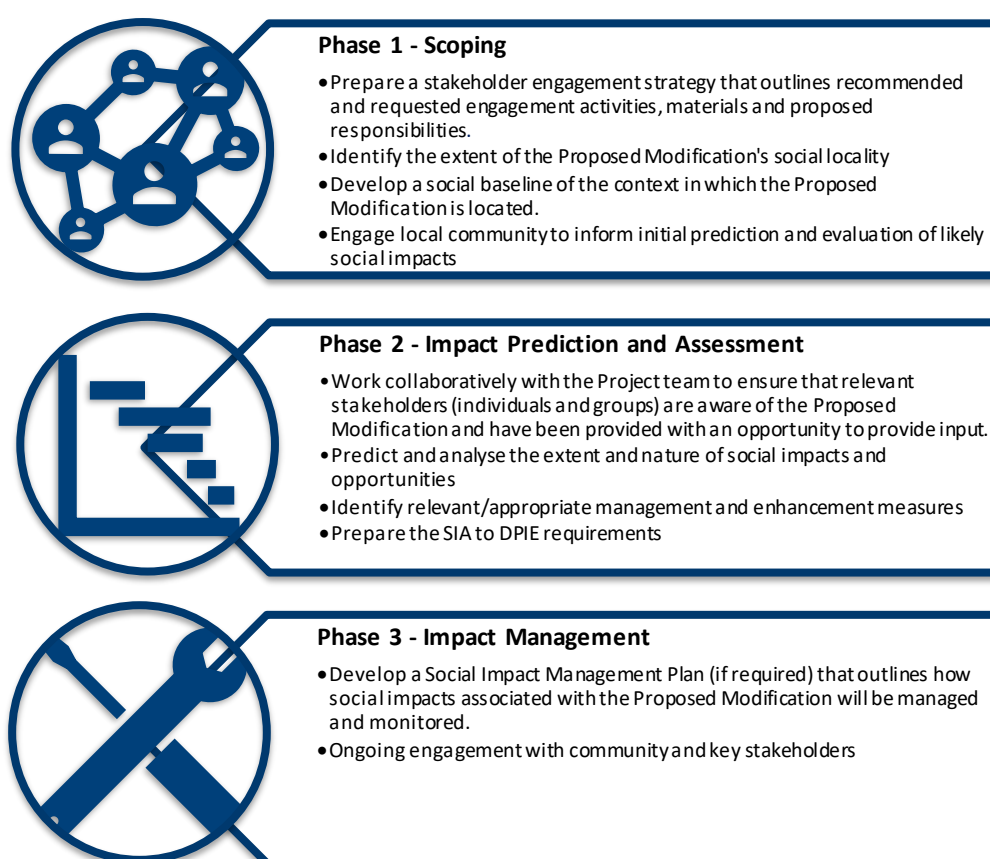 Phase 1 - Scoping
•Prepare a stakeholder engagement strategy that outlines recommended
and requested engagement activities, materials and proposed
responsibilities.
•Identify the extent of the Proposed Modification's social locality
•Develop a social baseline of the context in which the Proposed
Modification is located.
•Engage local community to inform initial prediction and evaluation of likely
social impacts
Phase 2 - Impact Prediction and Assessment
•Work collaboratively with the Project team to ensure that relevant
stakeholders (individuals and groups) are aware of the Proposed
Modification and have been provided with an opportunity to provide input.
•Predict and analyse the extent and nature of social impacts and
opportunities
•Identify relevant/appropriate management and enhancement measures
•Prepare the SIA to DPIE requirements
Phase 3 - Impact Management
•Develop a Social Impact Management Plan (if required) that outlines how
social impacts associated with the Proposed Modification will be managed
and monitored.
•Ongoing engagement with community and key stakeholders